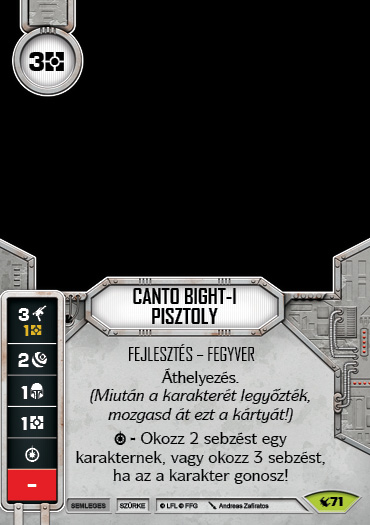 3
CANTO BIGHT-I
PISZTOLY
FEJLESZTÉS – FEGYVER
Áthelyezés.
(Miután a karakterét legyőzték,
mozgasd át ezt a kártyát!)
- Okozz 2 sebzést egy
karakternek, vagy okozz 3 sebzést,
ha az a karakter gonosz!
3
1
2
1
1
–
SEMLEGES SZÜRKE © LFL © FFG Andreas Zafiratos 71